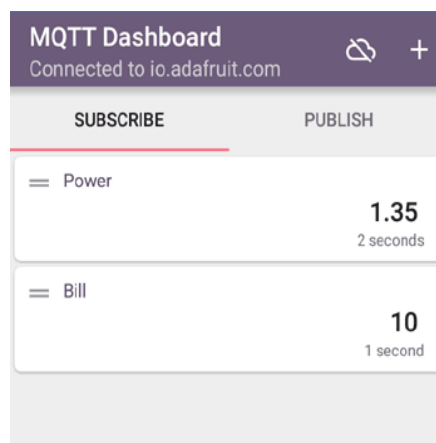 MQTT Dashboard
Connected to io.adafruit.com
+
SUBSCRIBE PUBLISH
Power
1.35
2 seconds
Bill
10
1 second